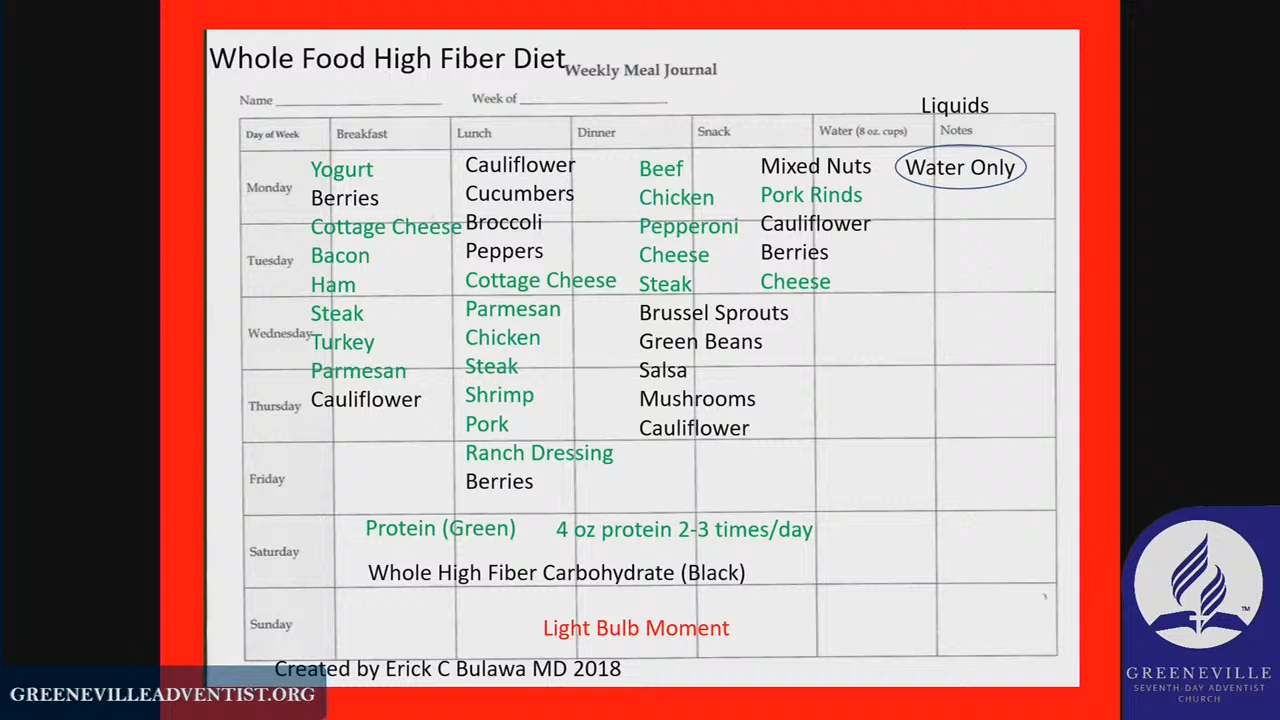 Whole Food High Fiber Diet
Weekly Meal Journal
Name
Week of
Liquids
Day of Week
Breakfast
Lunch
Dinner
Snack
Water (8 oz. cups)
Notes
Monday
Tuesday
Wednesday
Thursday
Friday
Saturday
Sunday
Yogurt
Berries
Cottage Cheese
Bacon
Ham
Steak
Turkey
Parmesan
Cauliflower
Cauliflower
Cucumbers
Broccoli
Peppers
Cottage Cheese
Parmesan
Chicken
Steak
Shrimp
Pork
Ranch Dressing
Berries
Beef
Chicken
Pepperoni
Cheese
Steak
Brussel Sprouts
Green Beans
Salsa
Mushrooms
Cauliflower
Mixed Nuts
Pork Rinds
Cauliflower
Berries
Cheese
Water Only
Protein (Green)
4 oz protein 2-3 times/day
Whole High Fiber Carbohydrate (Black)
Light Bulb Moment
Created by Erick C Bulawa MD 2018
GREENEVILLEADVENTIST.ORG
TM
GREENEVILLE
SEVENTH-DAY ADVENTIST
CHURCH